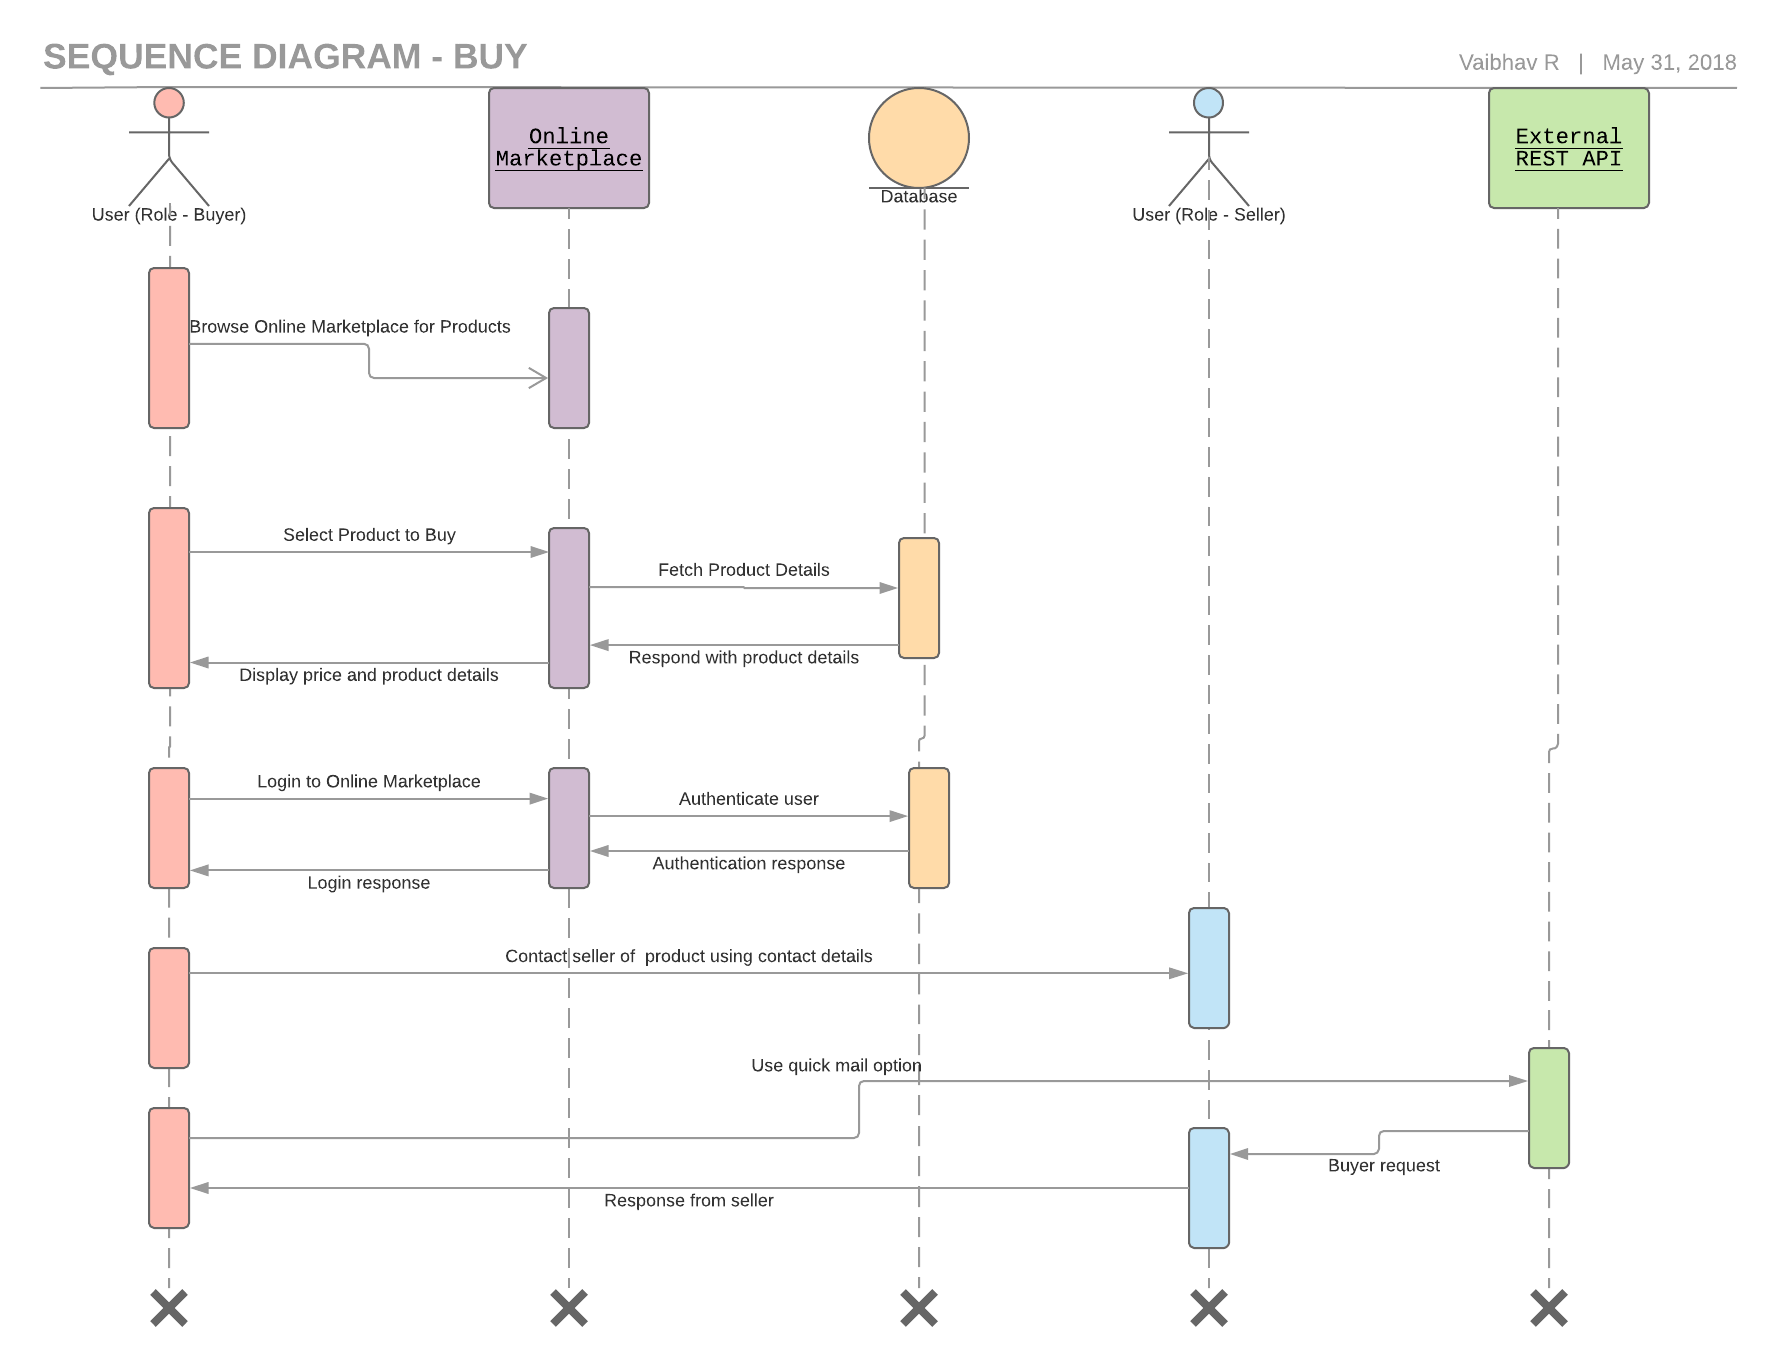 SEQUENCE DIAGRAM - BUY
Vaibhav R | May 31, 2018
Online
Marketplace
External
REST API
Database
User (Role - Buyer)
User (Role - Seller)
Browse Online Marketplace for Products
Select Product to Buy
Fetch Product Details
Respond with product details
Display price and product details
Login to Online Marketplace
Authenticate user
Authentication response
Login response
Contact seller of  product using contact details
Use quick mail option
Buyer request
Response from seller